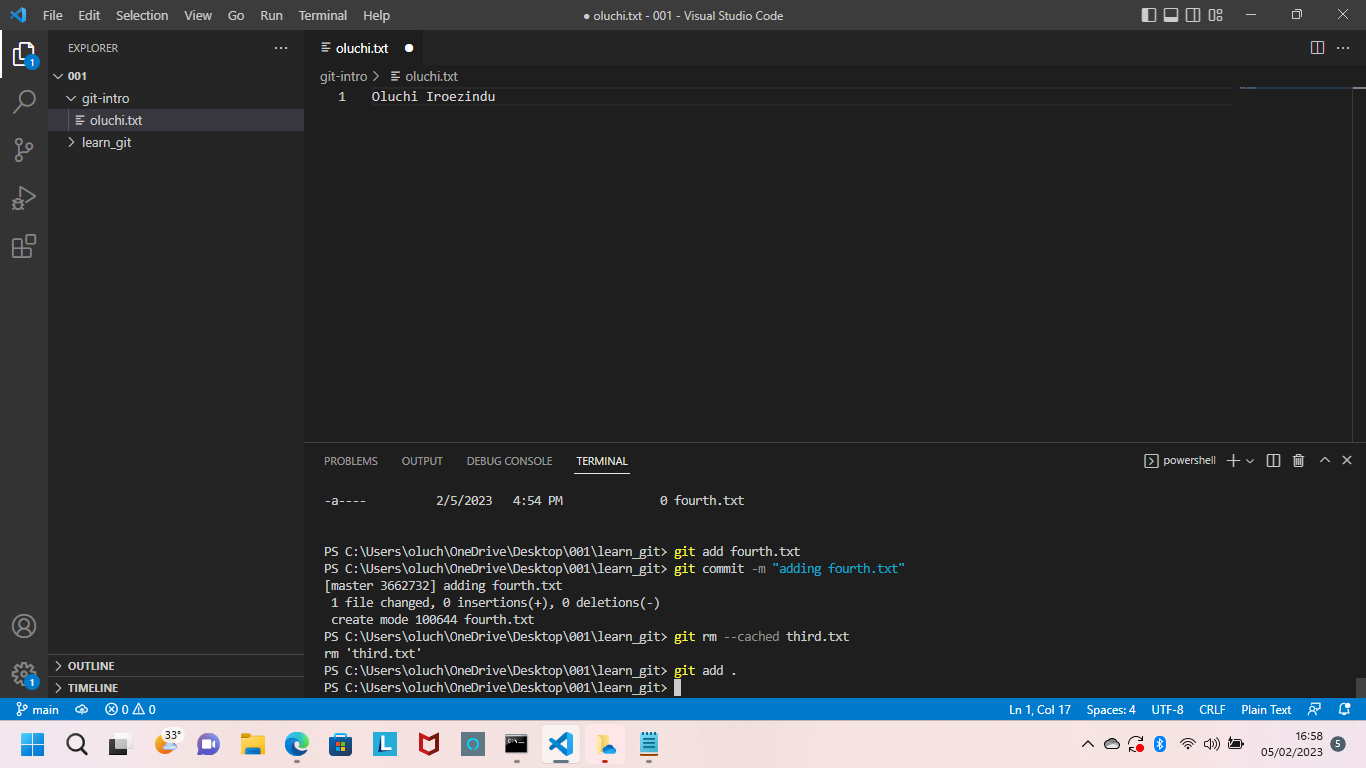 File Edit Selection View Go Run Terminal Help
● oluchi.txt - 001 - Visual Studio Code
EXPLORER
001
git-intro
oluchi.txt
learn_git
OUTLINE
TIMELINE
oluchi.txt
git-intro > oluchi.txt
1 Oluchi Iroezindu
PROBLEMS OUTPUT DEBUG CONSOLE TERMINAL
powershell
-a---- 2/5/2023 4:54 PM 0 fourth.txt
PS C:\Users\oluch\OneDrive\Desktop\001\learn_git> git add fourth.txt
PS C:\Users\oluch\OneDrive\Desktop\001\learn_git> git commit -m "adding fourth.txt"
[master 3662732] adding fourth.txt
1 file changed, 0 insertions(+), 0 deletions(-)
create mode 100644 fourth.txt
PS C:\Users\oluch\OneDrive\Desktop\001\learn_git> git rm --cached third.txt
rm 'third.txt'
PS C:\Users\oluch\OneDrive\Desktop\001\learn_git> git add .
PS C:\Users\oluch\OneDrive\Desktop\001\learn_git>
1
1
main 0 0
Ln 1, Col 17 Spaces: 4 UTF-8 CRLF Plain Text
33°
L
16:58
05/02/2023
5